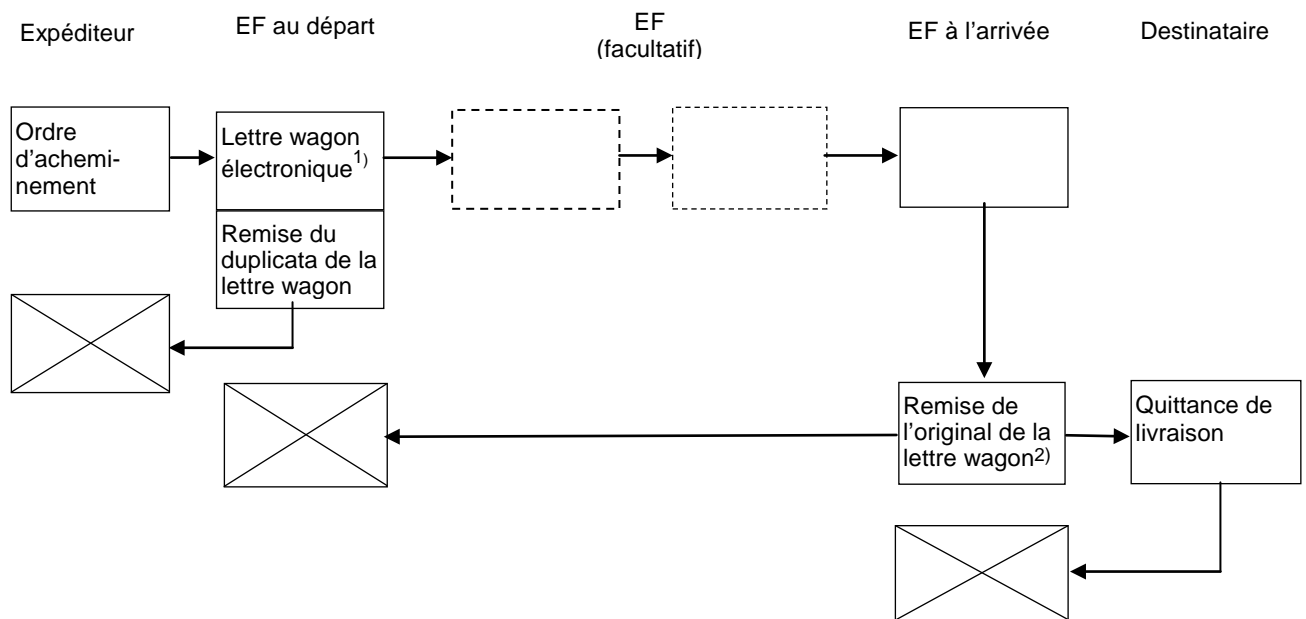 Expéditeur
EF au départ
EF
(facultatif)
EF à l'arrivée
Destinataire
Ordre
d'achemi-
nement
Lettre wagon
électronique1)
Remise du
duplicata de la
lettre wagon
Remise de
l'original de la
lettre wagon2)
Quittance de
livraison